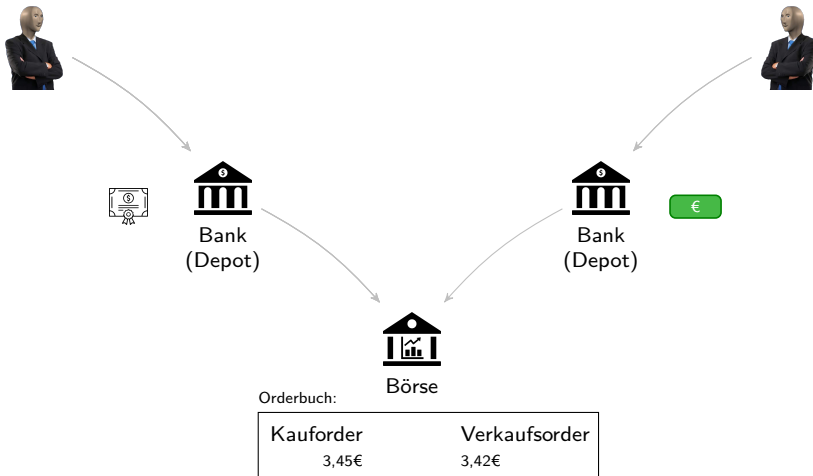 €
Bank
(Depot)
Bank
(Depot)
Börse
Orderbuch:
Kauforder Verkaufsorder
3,45€ 3,42€